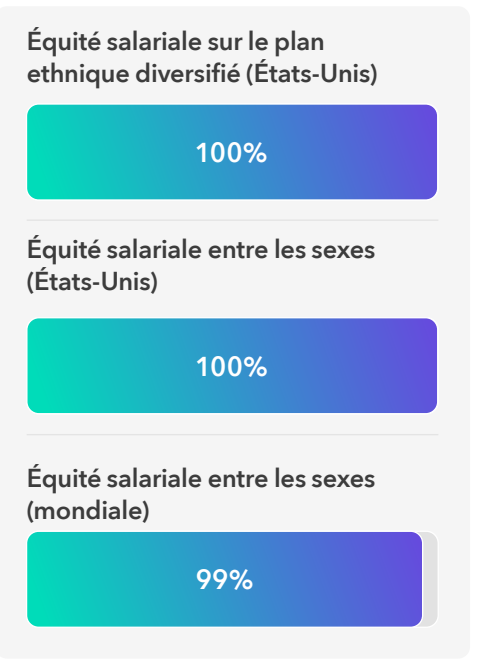 Équité salariale sur le plan
ethnique diversifié (États-Unis)
100%
Équité salariale entre les sexes
(États-Unis)
100%
Équité salariale entre les sexes
(mondiale)
99%